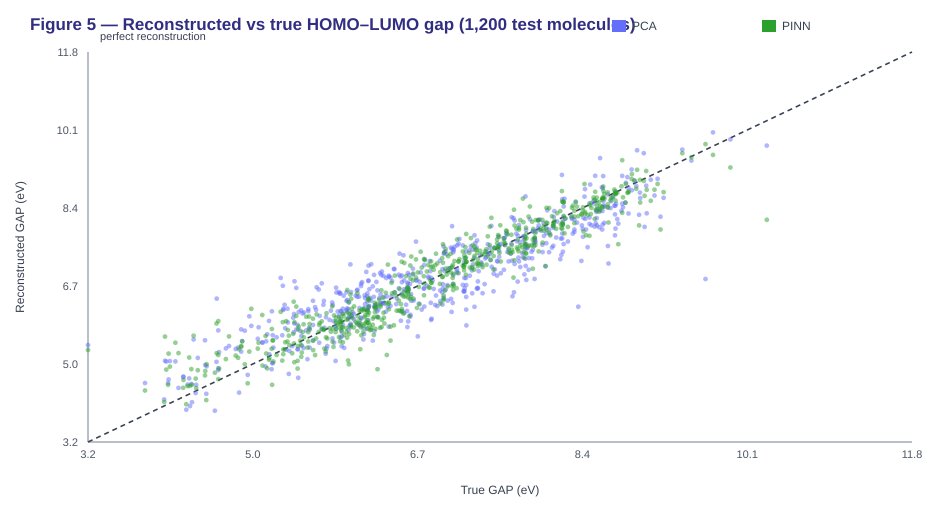 Figure 5 — Reconstructed vs true HOMO–LUMO gap (1,200 test molecules)
PCA
PINN
perfect reconstruction
11.8
10.1
8.4
6.7
5.0
3.2
Reconstructed GAP (eV)
3.2 5.0 6.7 8.4 10.1 11.8
True GAP (eV)